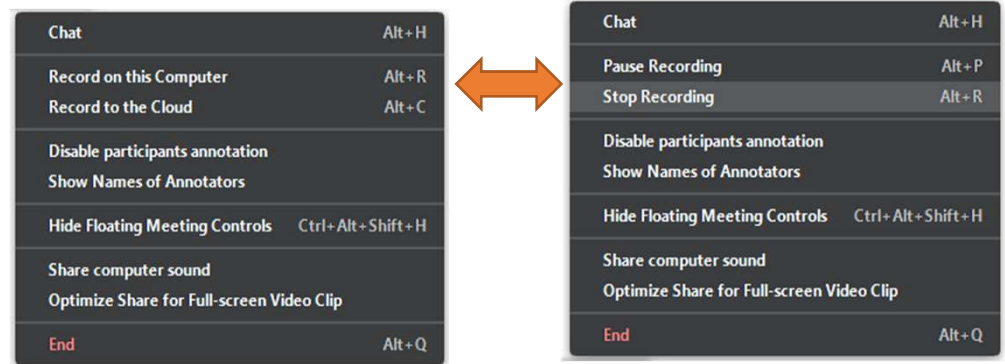 Chat Alt+H
Record on this Computer Alt+R
Record to the Cloud Alt+C
Disable participants annotation
Show Names of Annotators
Hide Floating Meeting Controls Ctrl+Alt+Shift+H
Share computer sound
Optimize Share for Full-screen Video Clip
End Alt+Q
Chat Alt+H
Pause Recording Alt+P
Stop Recording Alt+R
Disable participants annotation
Show Names of Annotators
Hide Floating Meeting Controls Ctrl+Alt+Shift+H
Share computer sound
Optimize Share for Full-screen Video Clip
End Alt+Q